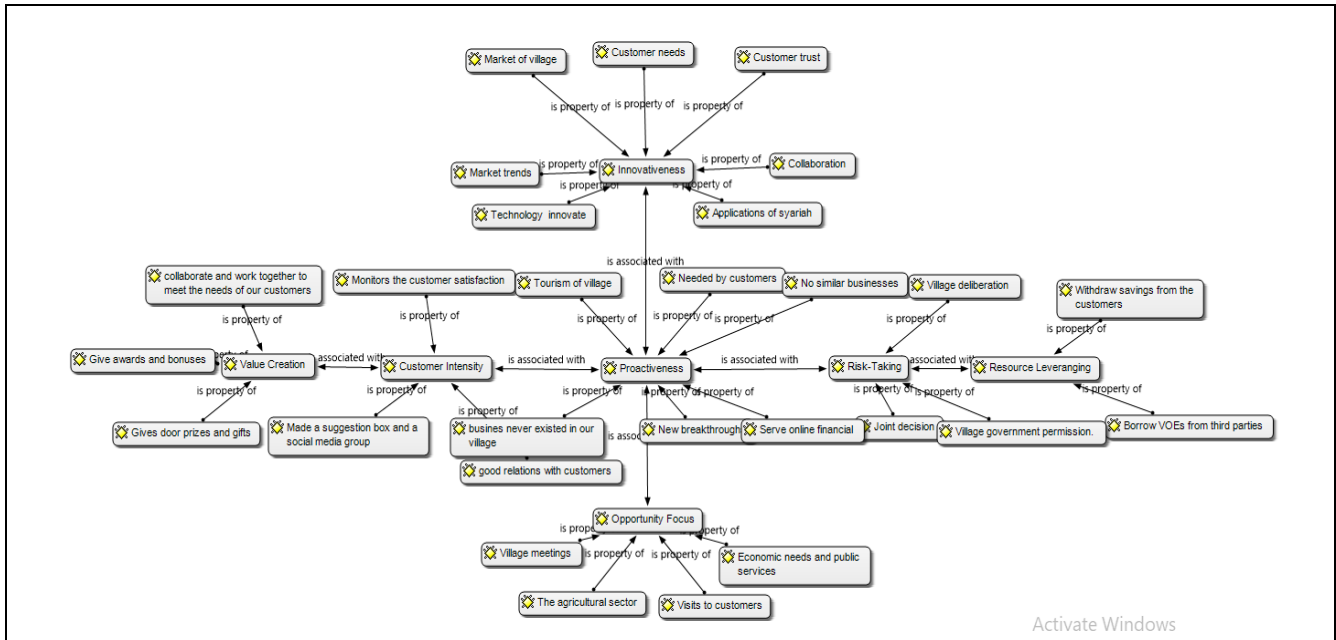 Market of village
Customer needs
Customer trust
is property of
is property of
is property of
Market trends
is property of
Innovativeness
is property of
Collaboration
is property of
is property of
Technology  innovate
Applications of syariah
is associated with
collaborate and work together to
meet the needs of our customers
Monitors the customer satisfaction
Tourism of village
Needed by customers
No similar businesses
Village deliberation
Withdraw savings from the
customers
is property of
is property of
is property of
is property of
is property of
is property of
is property of
Give awards and bonuses
property of
Value Creation
associated with
Customer Intensity
is associated with
Proactiveness
is associated with
Risk-Taking
associated with
Resource Leveranging
is property of
is property of
is property of
is property of
is property of
is property of
is property of
is property of
is property of
Gives door prizes and gifts
Made a suggestion box and a
social media group
busines never existed in our
village
New breakthrough
Serve online financial
Joint decision
Village government permission.
Borrow VOEs from third parties
good relations with customers
Opportunity Focus
is prope
property of
Village meetings
is property of
is property of
Economic needs and public
services
The agricultural sector
Visits to customers
Activate Windows